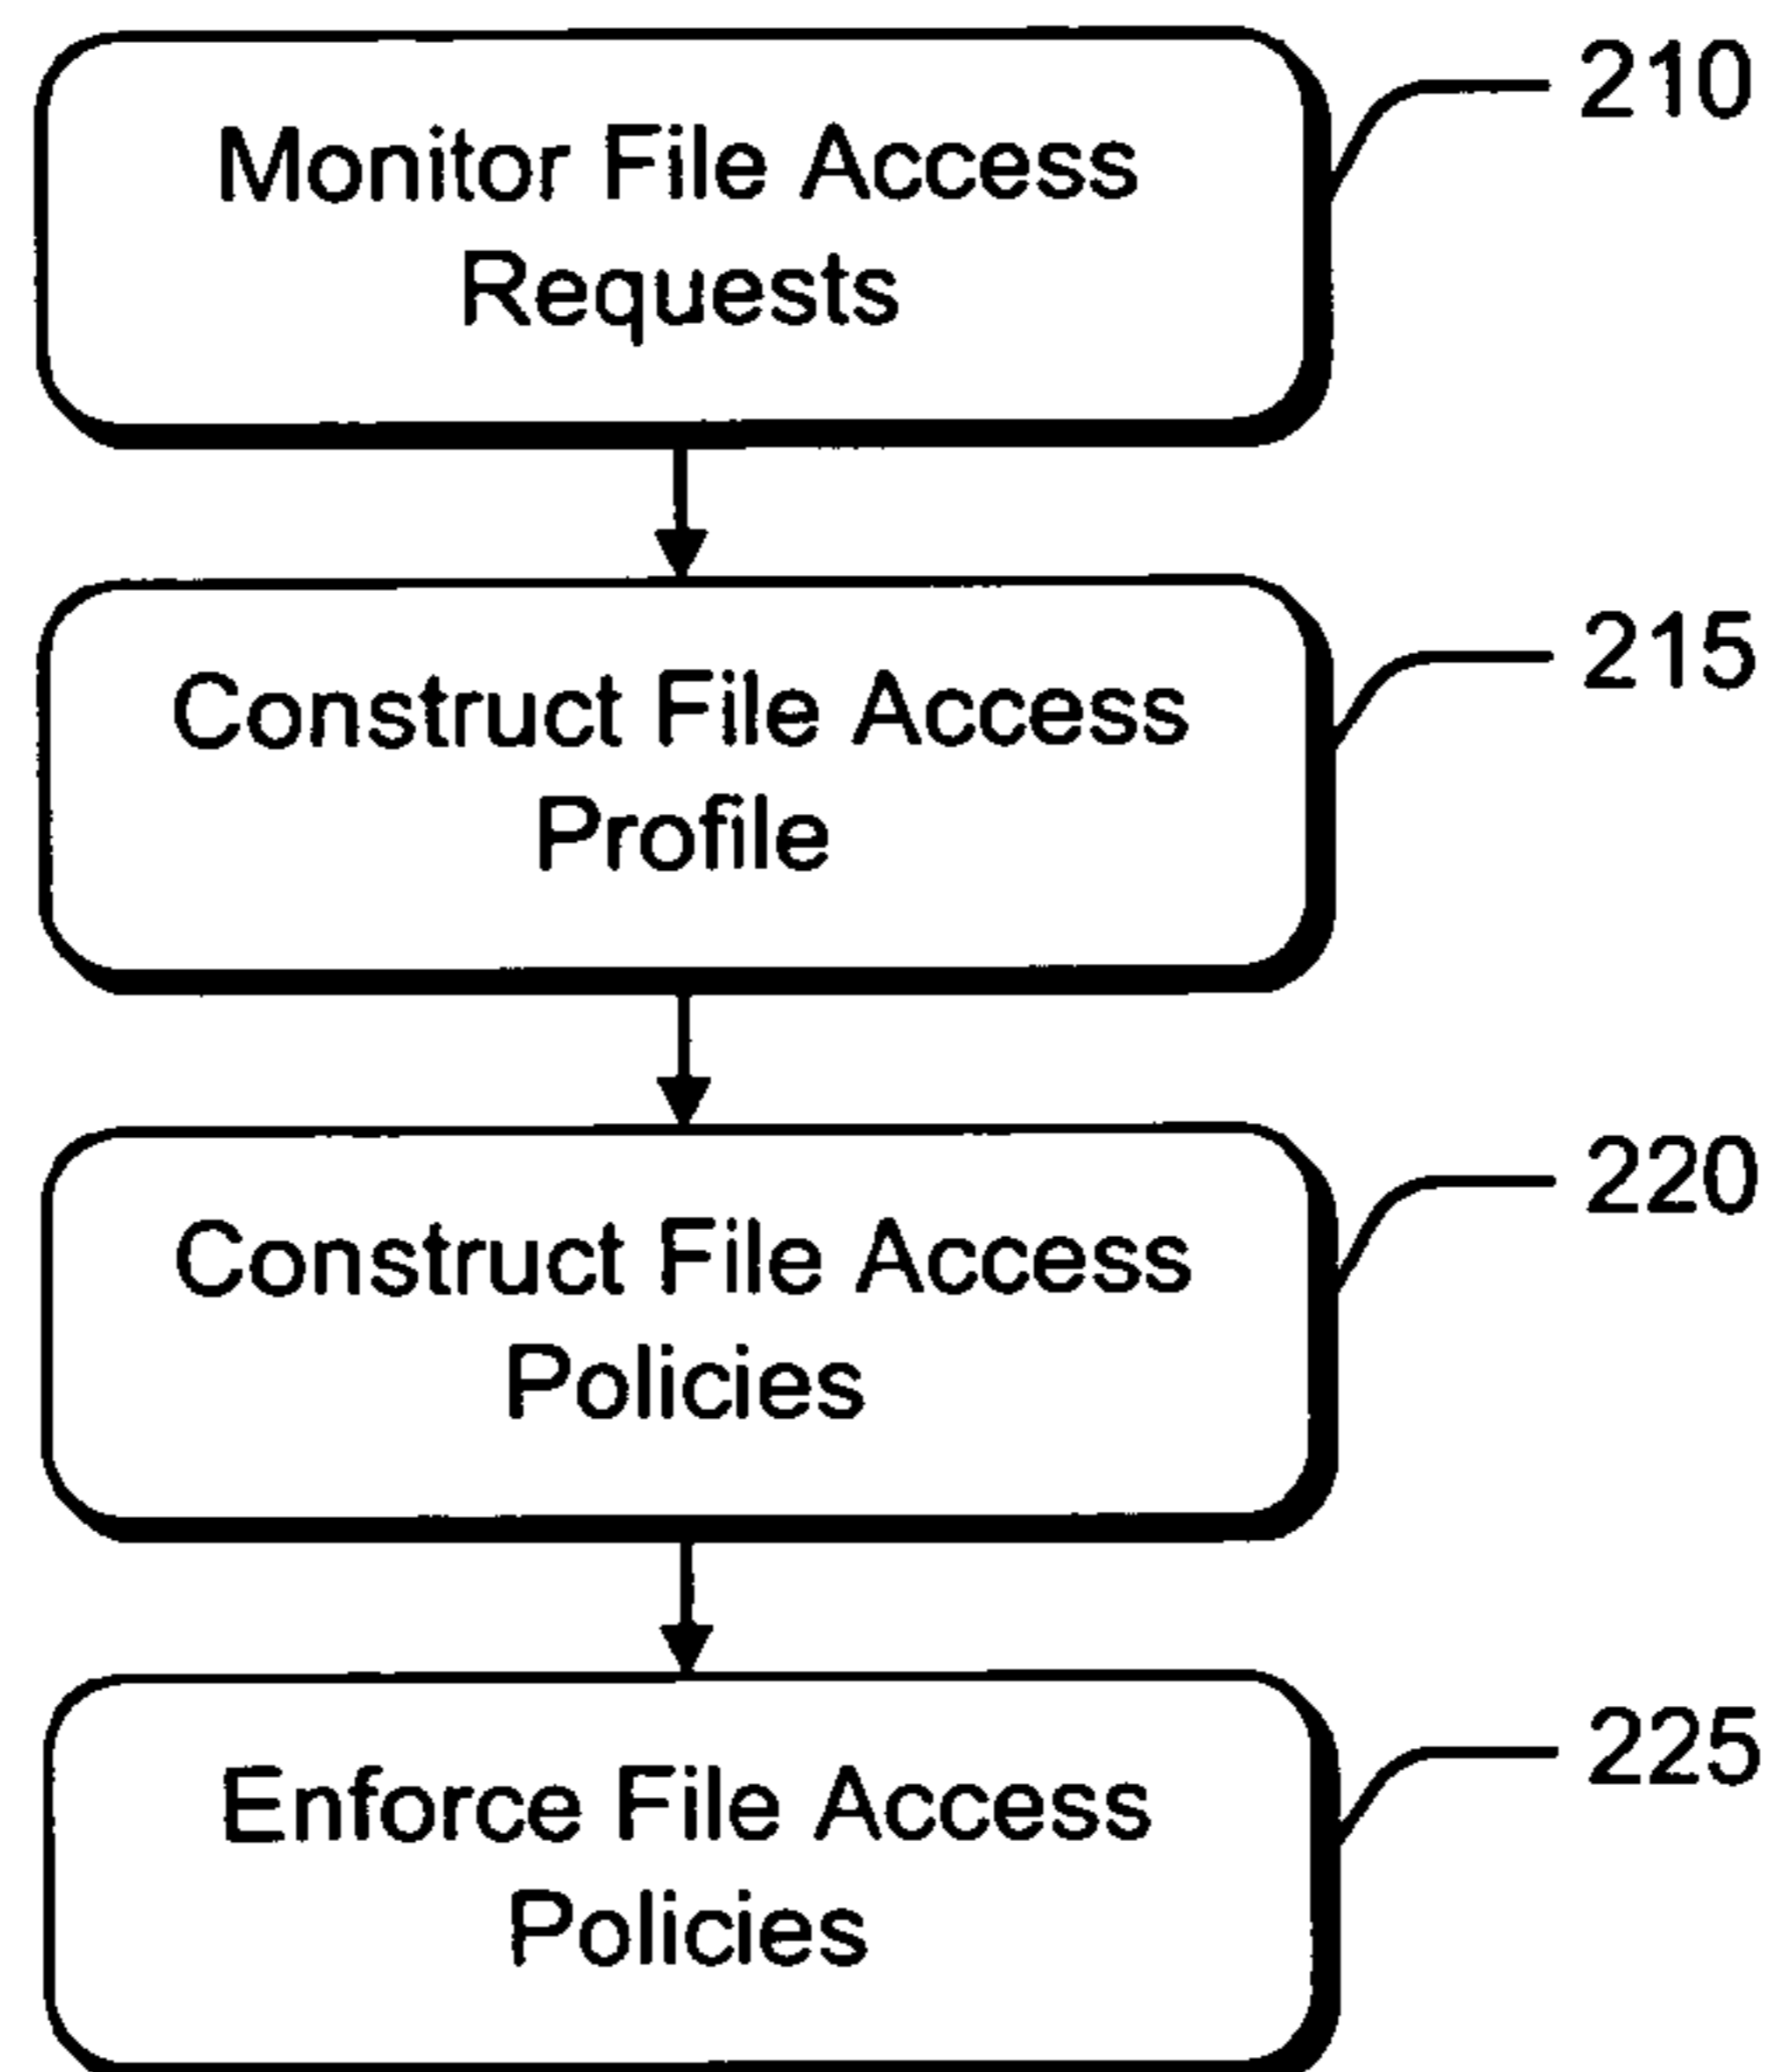 Monitor File Access
Requests
210
Construct File Access
Profile
215
Construct File Access
Policies
220
Enforce File Access
Policies
225